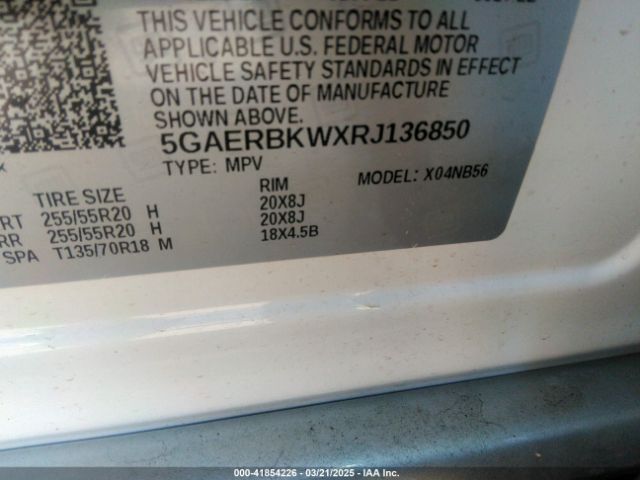 THIS VEHICLE CONFORMS TO ALL
APPLICABLE U.S. FEDERAL MOTOR
VEHICLE SAFETY STANDARDS IN EFFECT
ON THE DATE OF MANUFACTURE
SHOWN ABOVE.
5GAERBKWXRJ136850
TYPE: MPV MODEL: X04NB56
TIRE SIZE RIM
RT 255/55R20 H 20X8J
RR 255/55R20 H 20X8J
SPA T135/70R18 M 18X4.5B
000-41854226 - 03/21/2025 - IAA Inc.